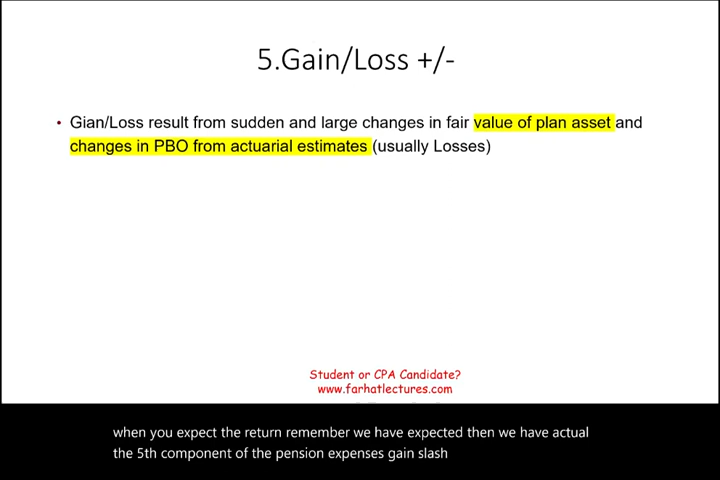 5.Gain/Loss +/-
• Gian/Loss result from sudden and large changes in fair value of plan asset and
changes in PBO from actuarial estimates (usually Losses)
Student or CPA Candidate?
www.farhatlectures.com
when you expect the return remember we have expected then we have actual
the 5th component of the pension expenses gain slash